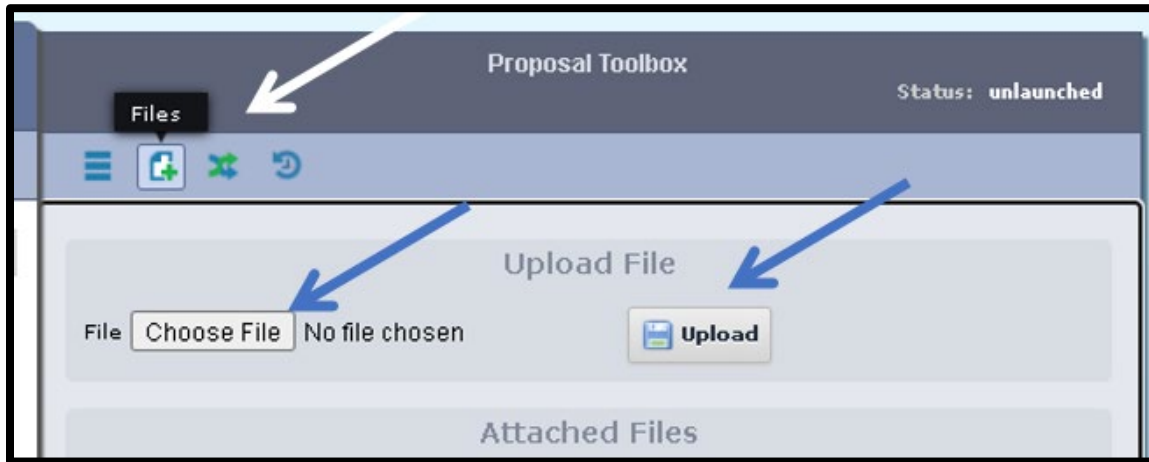 Proposal Toolbox
Status: unlaunched
Files
Upload File
File Choose File No file chosen Upload
Attached Files